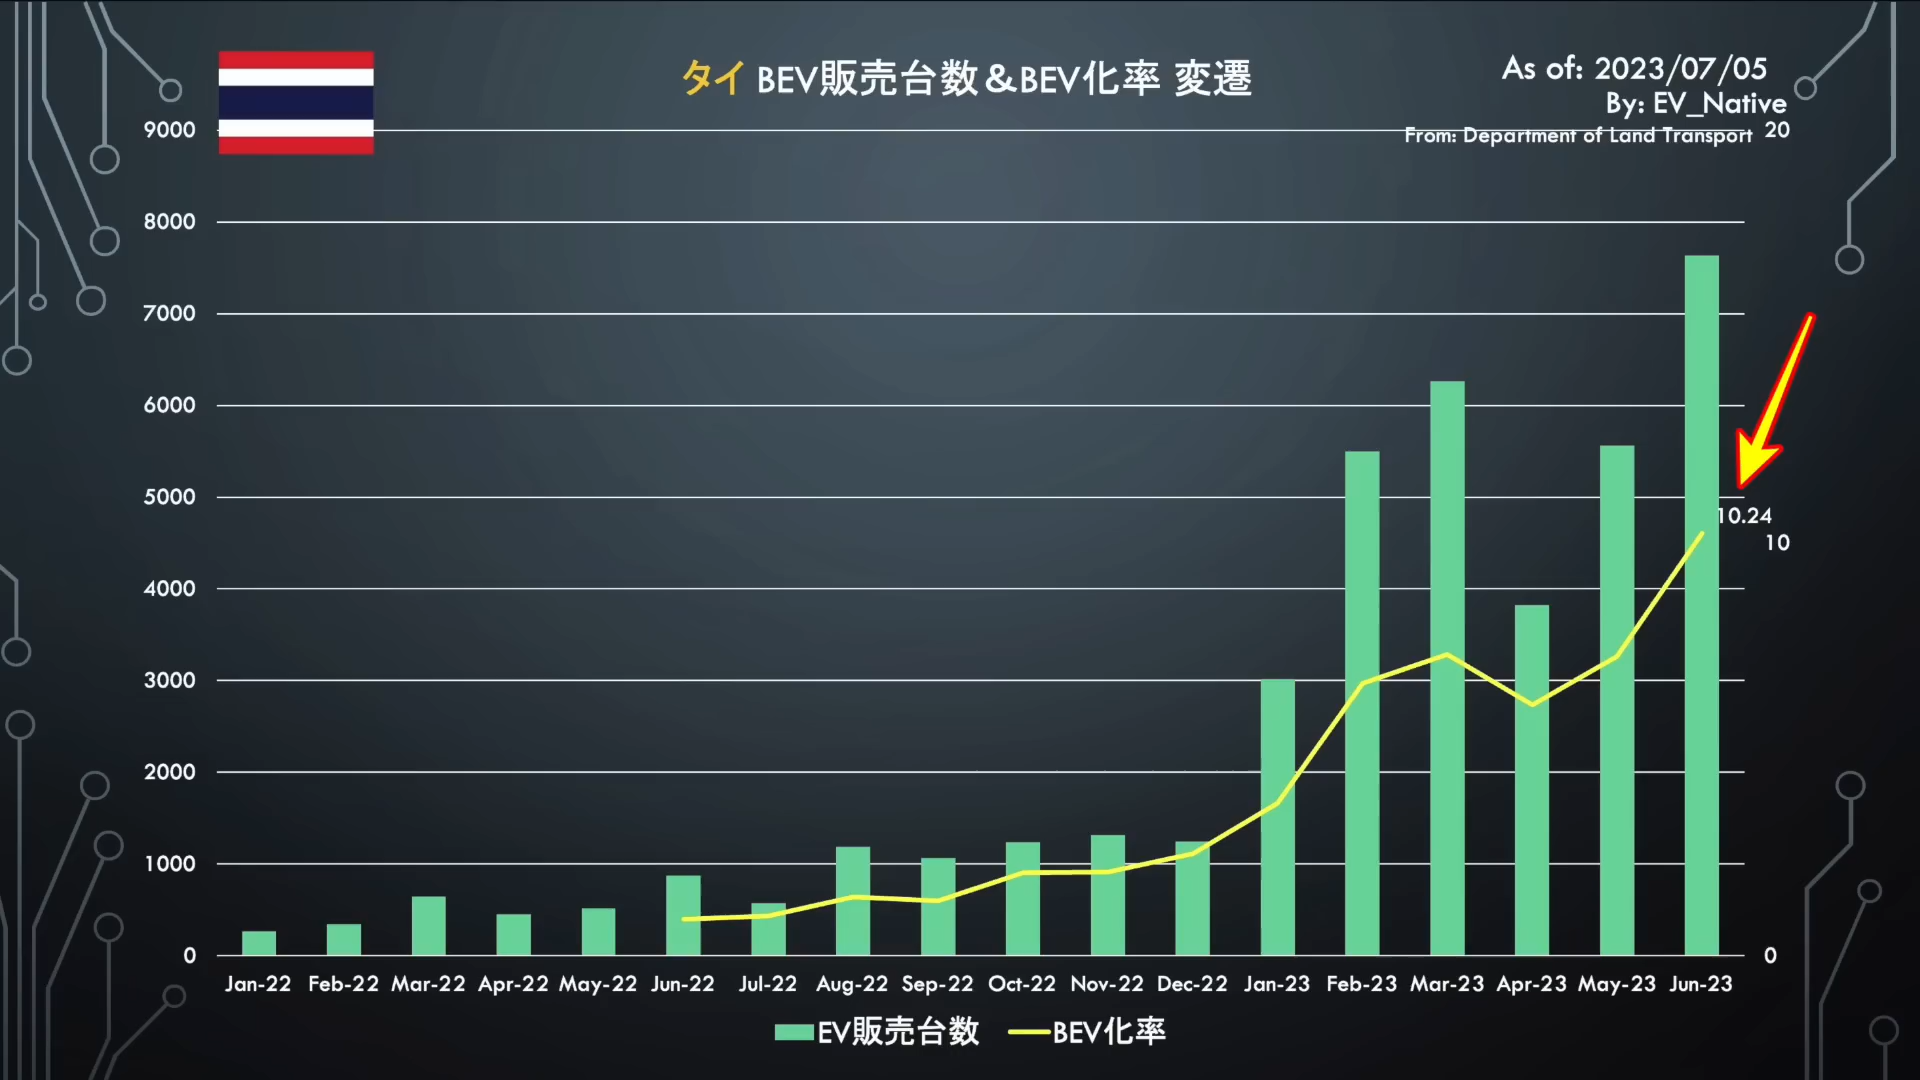 タイ BEV販売台数&BEV化率 変遷
As of: 2023/07/05
By: EV_Native
From: Department of Land Transport
9000
8000
7000
6000
5000
4000
3000
2000
1000
0
20
10.24
10
0
Jan-22 Feb-22 Mar-22 Apr-22 May-22 Jun-22 Jul-22 Aug-22 Sep-22 Oct-22 Nov-22 Dec-22 Jan-23 Feb-23 Mar-23 Apr-23 May-23 Jun-23
EV販売台数 BEV化率